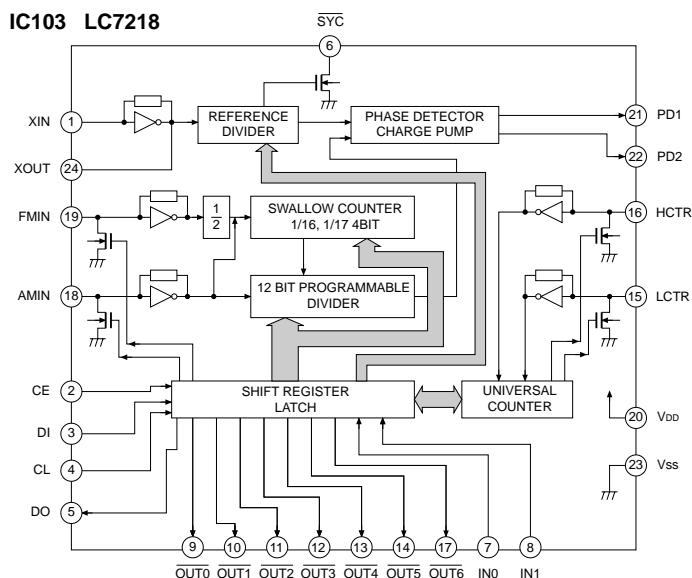 IC103 LC7218
SYC
6
XIN 1
REFERENCE
DIVIDER
PHASE DETECTOR
CHARGE PUMP
21 PD1
XOUT 24
22 PD2
FMIN 19
1
2
SWALLOW COUNTER
1/16, 1/17 4BIT
16 HCTR
AMIN 18
12 BIT PROGRAMMABLE
DIVIDER
15 LCTR
CE 2
SHIFT REGISTER
LATCH
UNIVERSAL
COUNTER
20 VDD
DI 3
CL 4
23 Vss
DO 5
9 10 11 12 13 14 17 7 8
OUT0 OUT1 OUT2 OUT3 OUT4 OUT5 OUT6 IN0 IN1